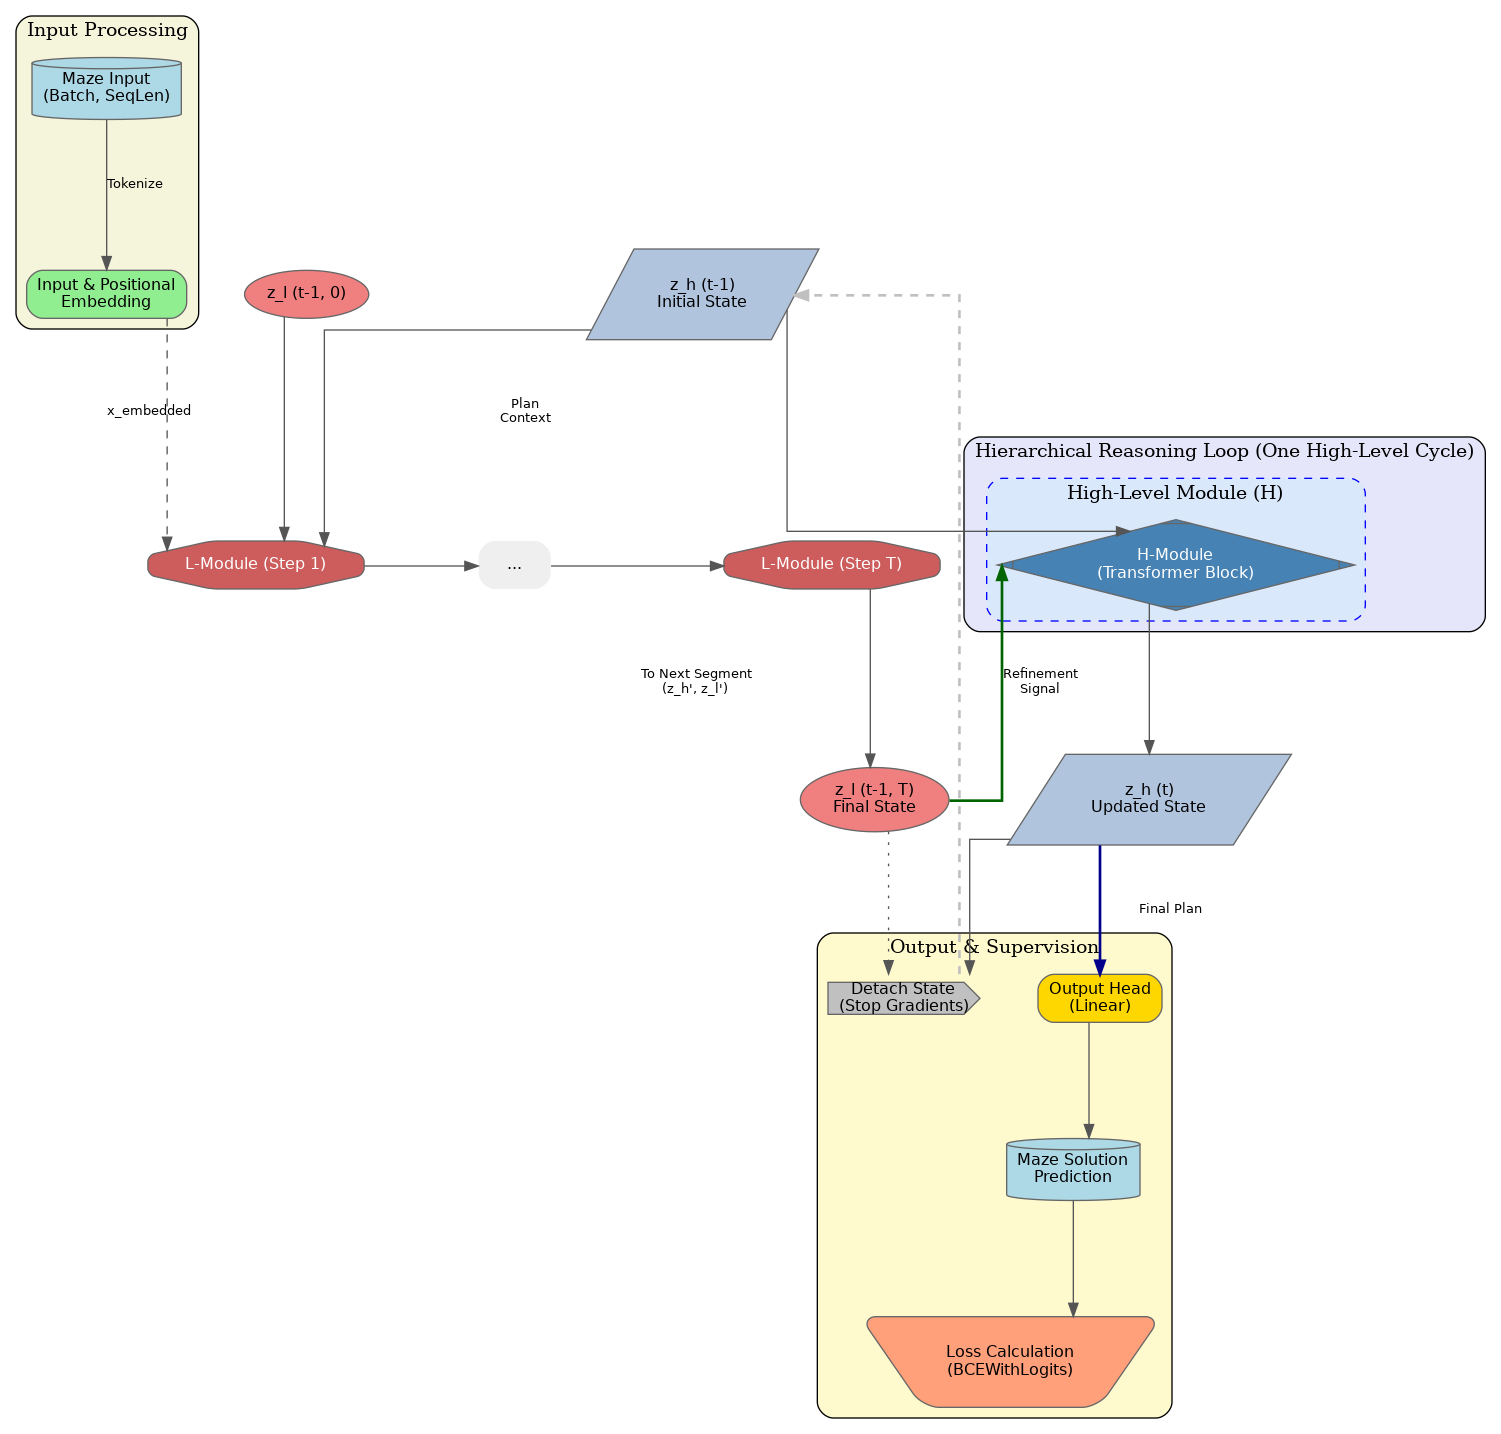 Input Processing
Maze Input
(Batch, SeqLen)
Tokenize
Input & Positional
Embedding
z_l (t-1, 0)
z_h (t-1)
Initial State
x_embedded
Plan
Context
Hierarchical Reasoning Loop (One High-Level Cycle)
High-Level Module (H)
H-Module
(Transformer Block)
L-Module (Step 1)
...
L-Module (Step T)
To Next Segment
(z_h', z_l')
Refinement
Signal
z_l (t-1, T)
Final State
z_h (t)
Updated State
Final Plan
Output & Supervision
Detach State
(Stop Gradients)
Output Head
(Linear)
Maze Solution
Prediction
Loss Calculation
(BCEWithLogits)